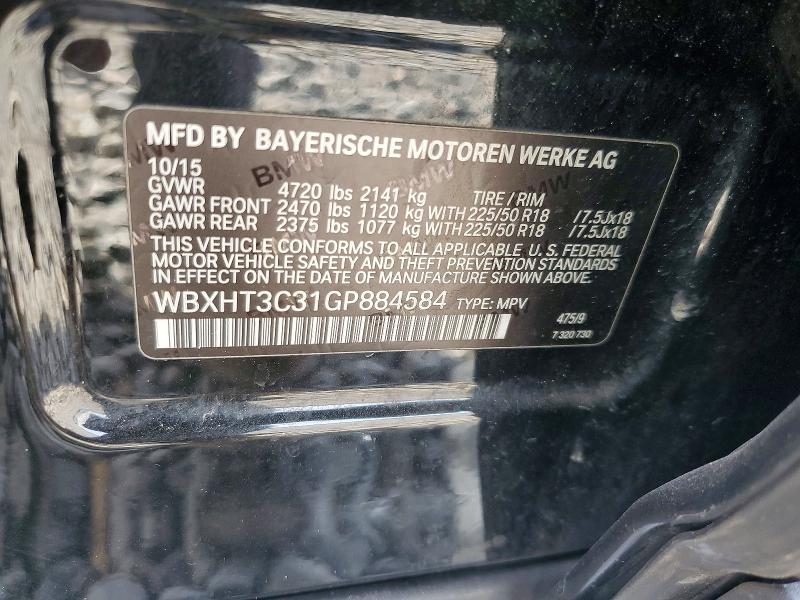 MFD BY BAYERISCHE MOTOREN WERKE AG
10/15
GVWR 4720 lbs 2141 kg TIRE / RIM
GAWR FRONT 2470 lbs 1120 kg WITH 225/50 R18 /7.5Jx18
GAWR REAR 2375 lbs 1077 kg WITH 225/50 R18 /7.5Jx18
THIS VEHICLE CONFORMS TO ALL APPLICABLE U.S. FEDERAL
MOTOR VEHICLE SAFETY AND THEFT PREVENTION STANDARDS
IN EFFECT ON THE DATE OF MANUFACTURE SHOWN ABOVE.
WBXHT3C31GP884584 TYPE: MPV
475/9
7 320 730